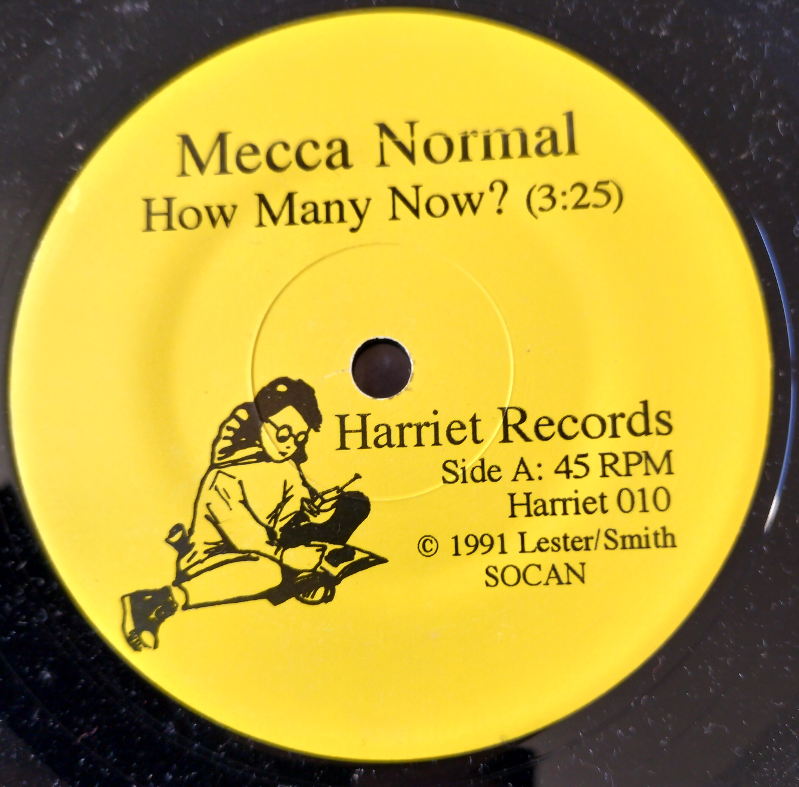 Mecca Normal
How Many Now? (3:25)
Harriet Records
Side A: 45 RPM
Harriet 010
© 1991 Lester/Smith
SOCAN